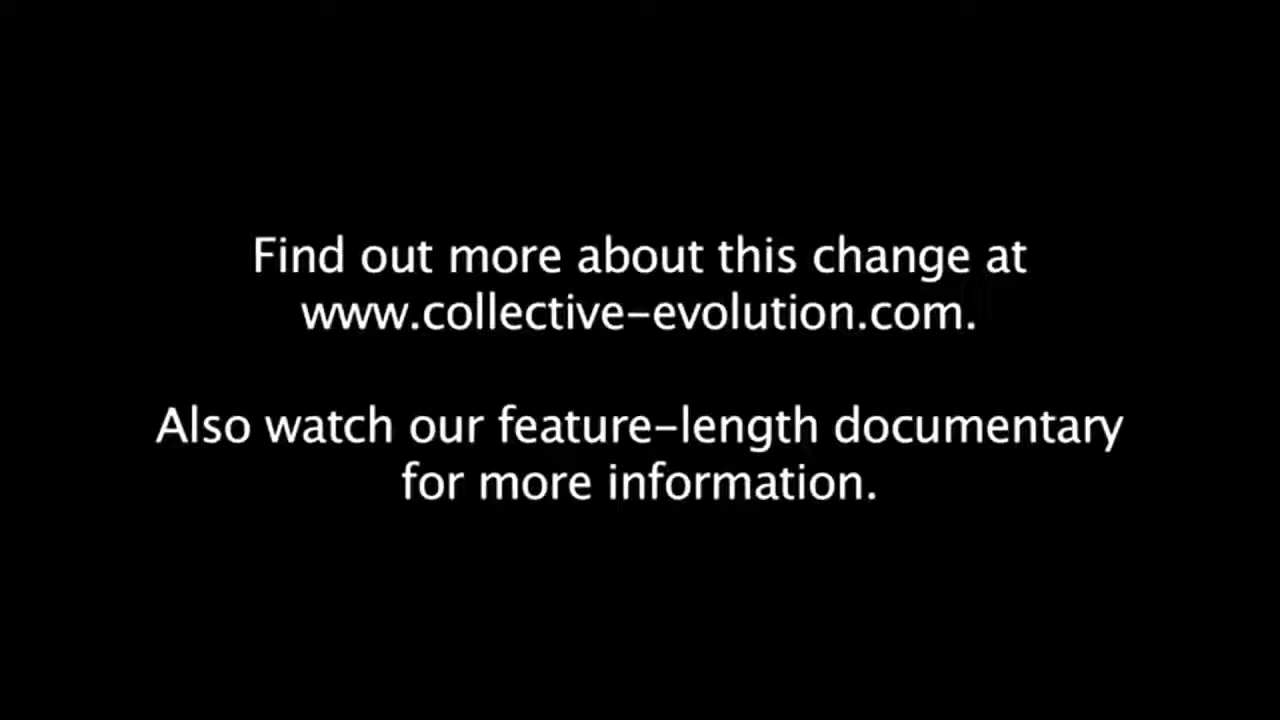 Find out more about this change at
www.collective-evolution.com.
Also watch our feature-length documentary
for more information.